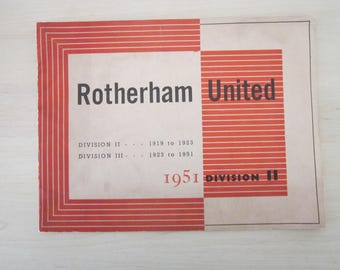 Rotherham United
DIVISION II - - - 1919 to 1923
DIVISION III - - - 1923 to 1951
1951 DIVISION II